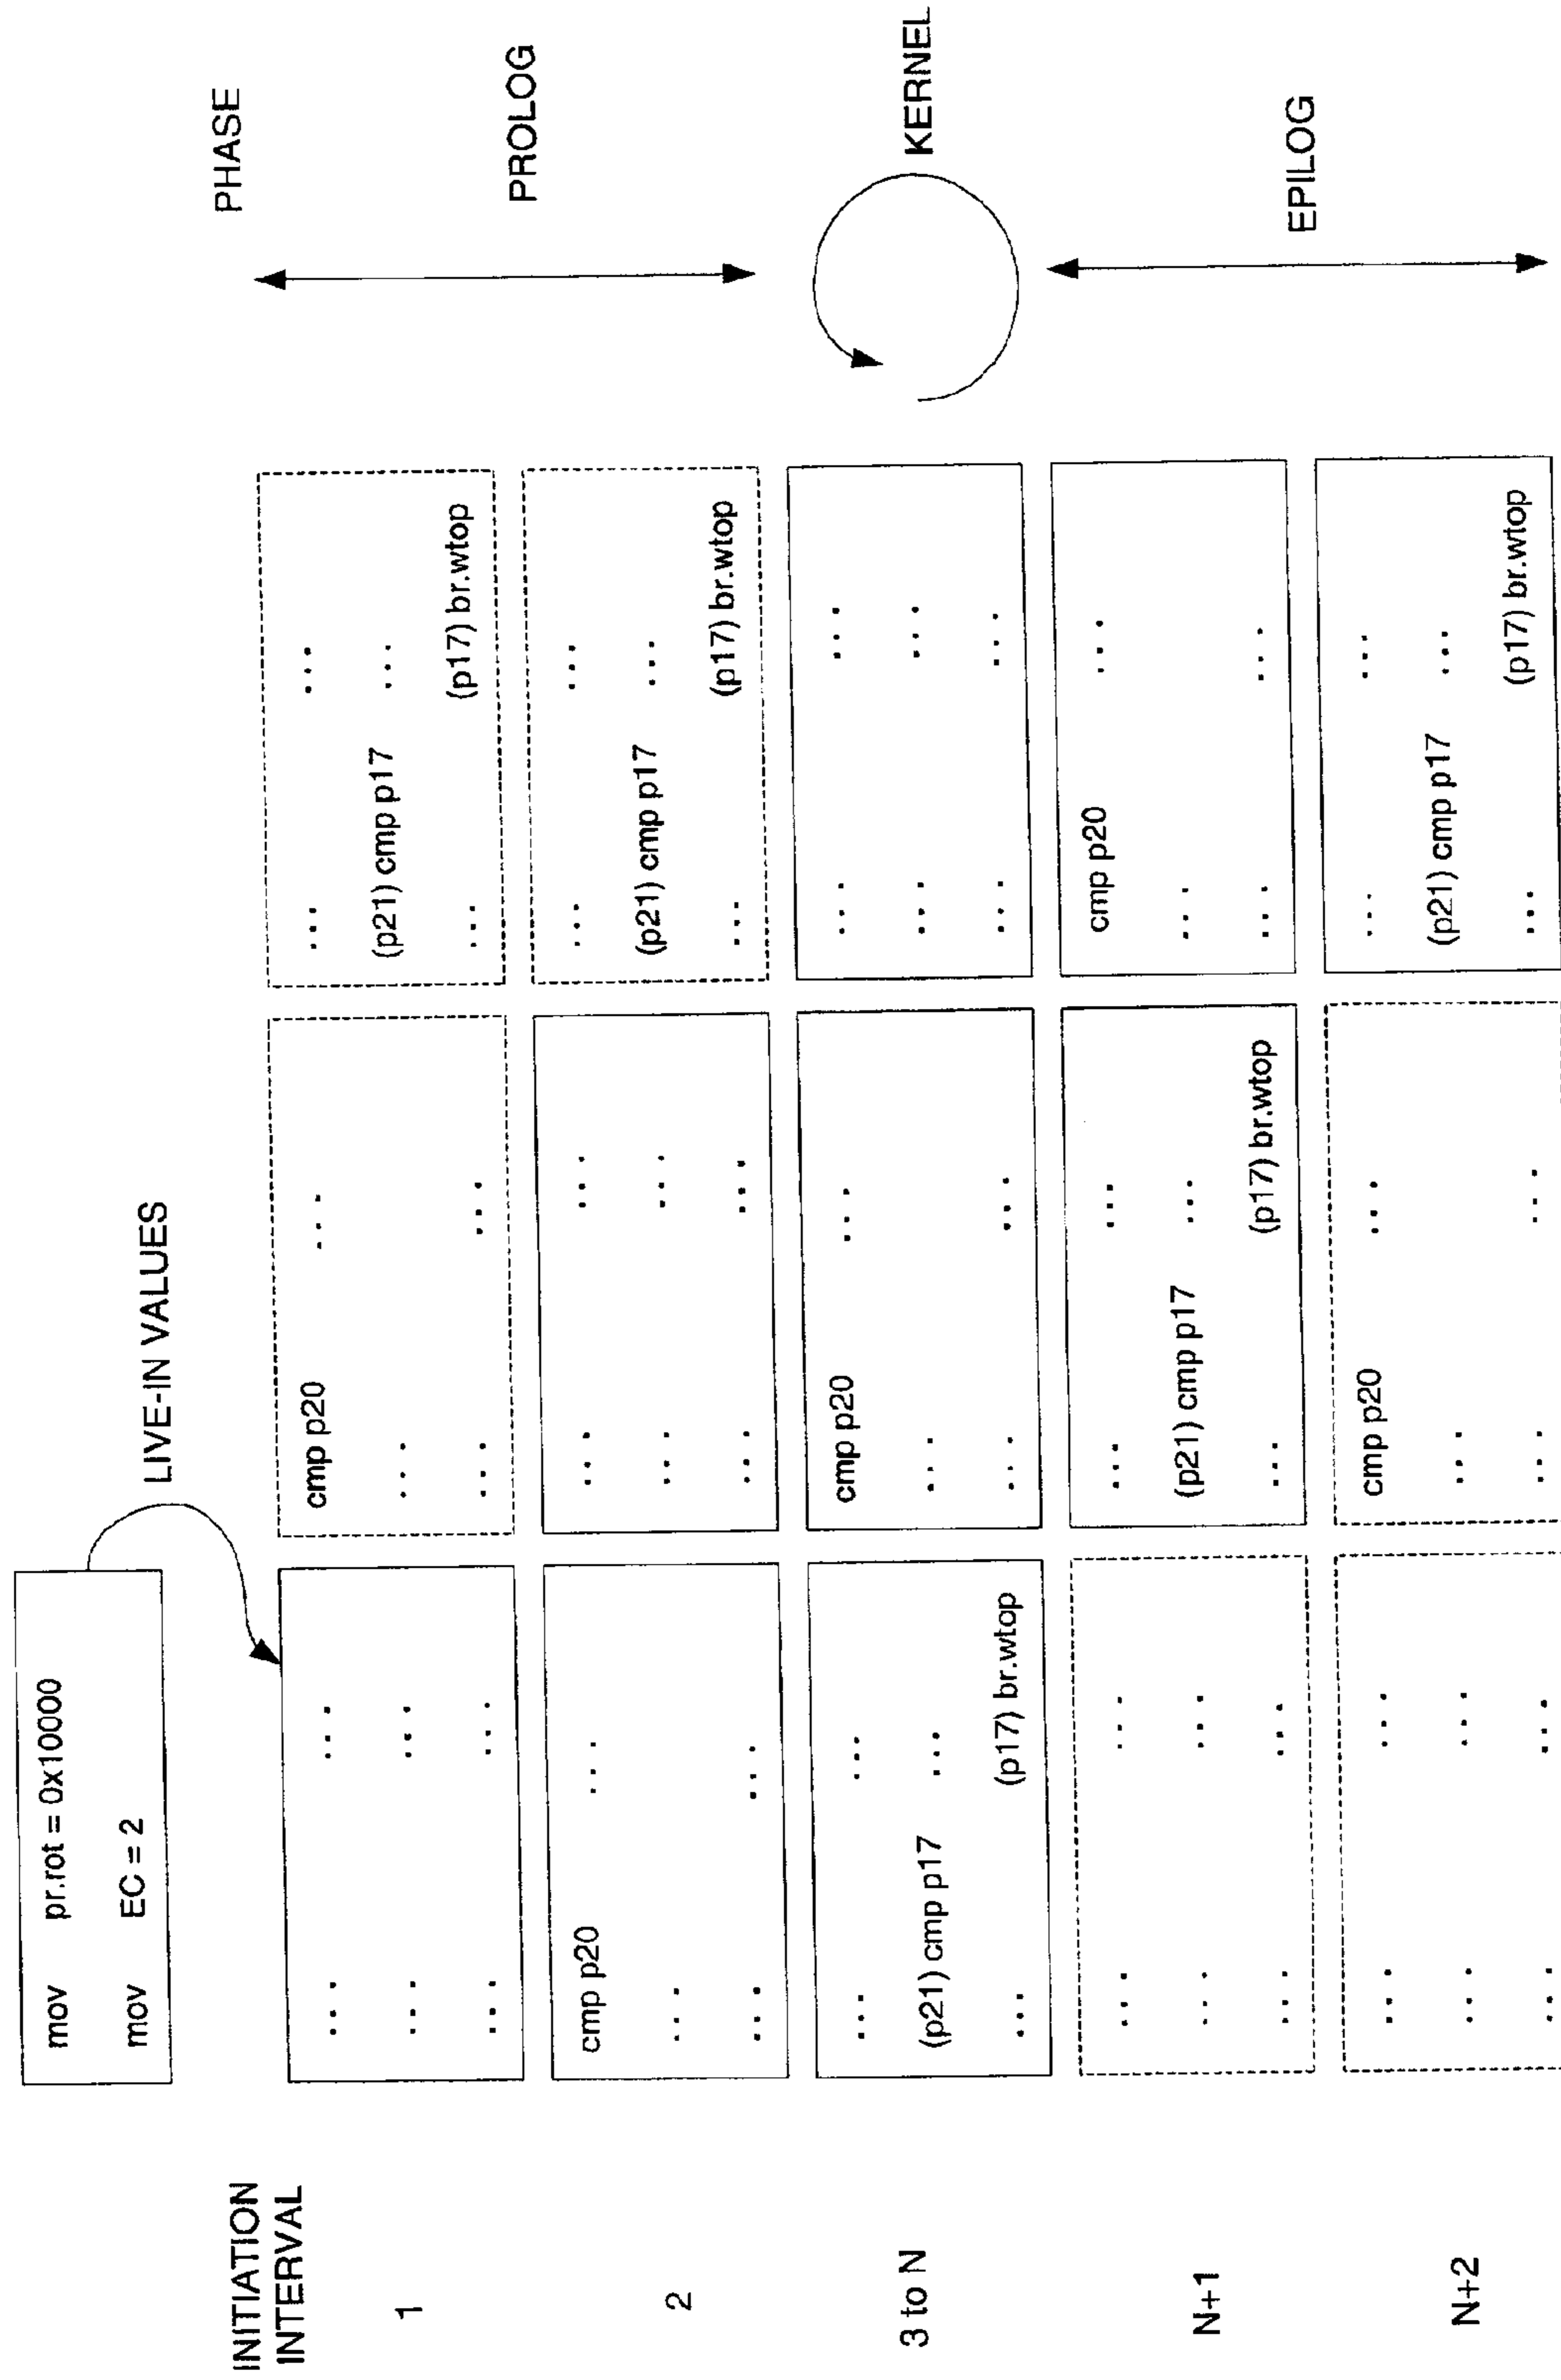 mov pr.rot = 0x10000
mov EC = 2
LIVE-IN VALUES
INITIATION
INTERVAL
PHASE
1
... ...
... ...
... ...
cmp p20 ...
...
... ...
... ...
(p21) cmp p17 ...
... (p17) br.wtop
PROLOG
2
cmp p20 ...
...
... ...
... ...
... ...
... ...
... ...
(p21) cmp p17 ...
... (p17) br.wtop
3 to N
... ...
(p21) cmp p17 ...
... (p17) br.wtop
cmp p20 ...
...
... ...
... ...
... ...
... ...
KERNEL
N+1
... ...
... ...
... ...
... ...
(p21) cmp p17 ...
... (p17) br.wtop
cmp p20 ...
...
... ...
EPILOG
N+2
... ...
... ...
... ...
cmp p20 ...
...
... ...
... ...
(p21) cmp p17 ...
... (p17) br.wtop